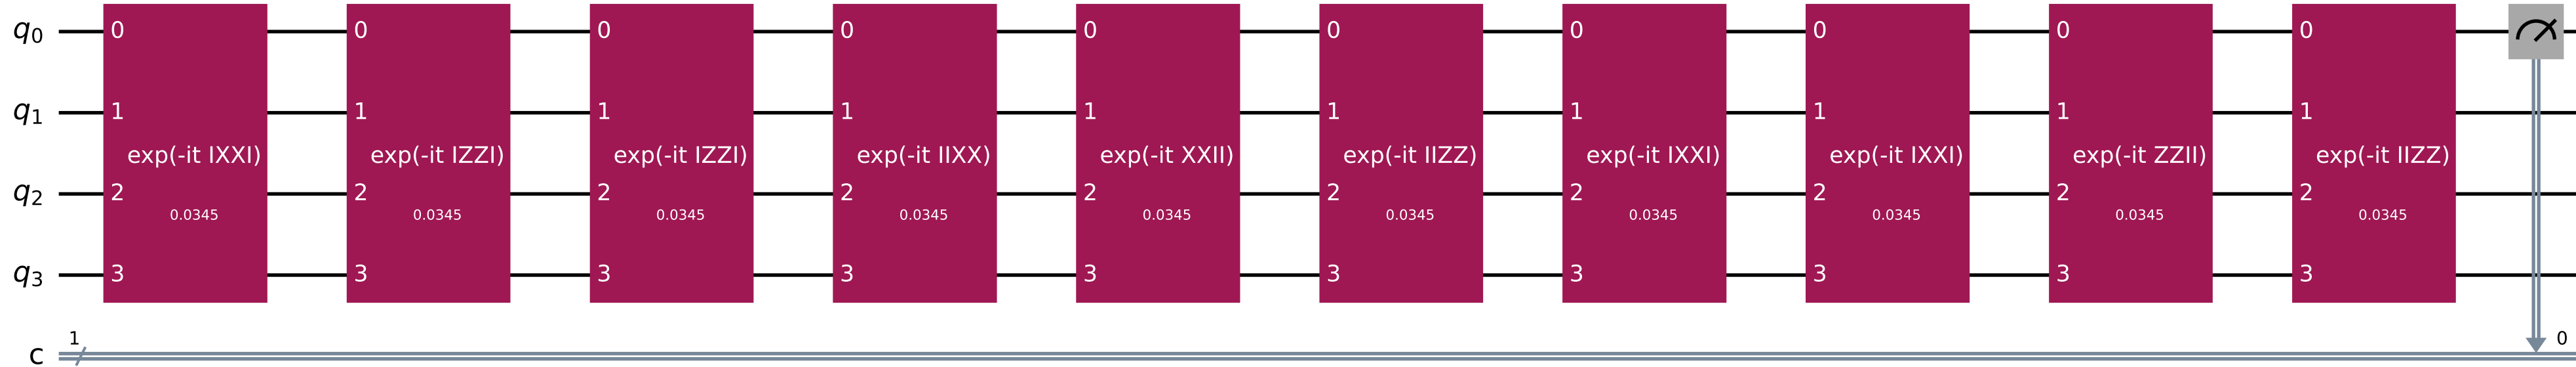 q0 0 0 0 0 0 0 0 0 0 0
q1 1 1 1 1 1 1 1 1 1 1
exp(-it IXXI) exp(-it IZZI) exp(-it IZZI) exp(-it IIXX) exp(-it XXII) exp(-it IIZZ) exp(-it IXXI) exp(-it IXXI) exp(-it ZZII) exp(-it IIZZ)
q2 2 2 2 2 2 2 2 2 2 2
0.0345 0.0345 0.0345 0.0345 0.0345 0.0345 0.0345 0.0345 0.0345 0.0345
q3 3 3 3 3 3 3 3 3 3 3
1 0
c